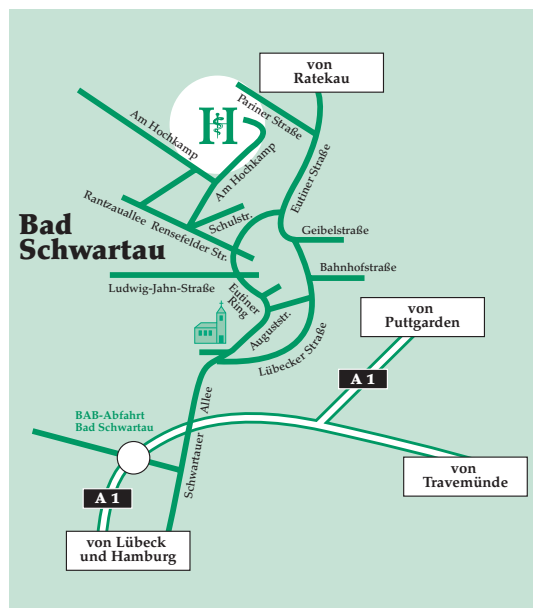 von
Ratekau
Pariner Straße
H
Am Hochkamp
Am Hochkamp
Eutiner Straße
Rantzauallee
Rensefelder Str.
Schulstr.
Bad
Schwartau
Geibelstraße
Bahnhofstraße
Ludwig-Jahn-Straße
Eutiner
Ring
Auguststr.
Lübecker Straße
von
Puttgarden
A 1
Schwartauer Allee
BAB-Abfahrt
Bad Schwartau
von
Travemünde
A 1
von Lübeck
und Hamburg